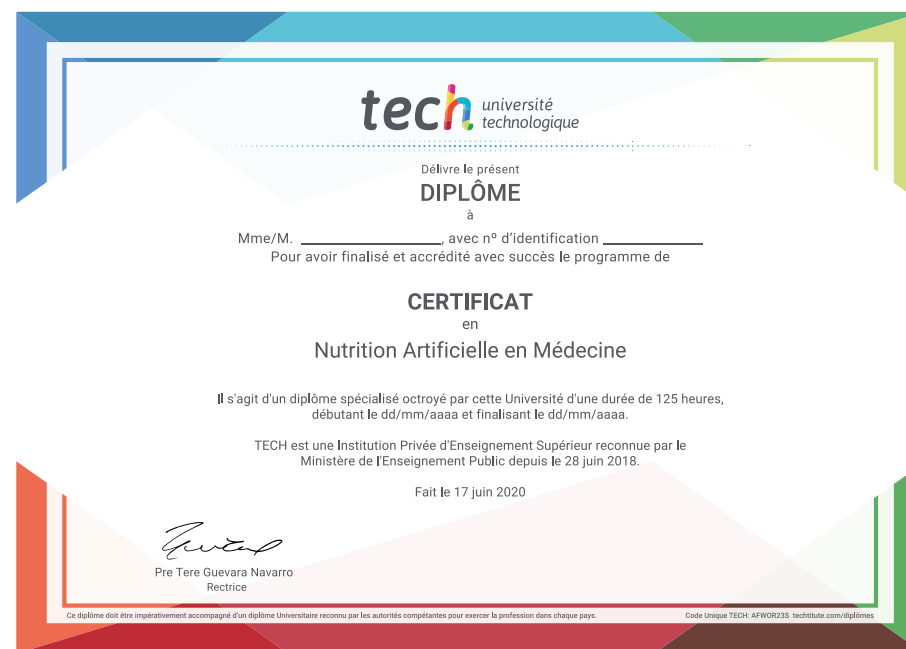 tech université
technologique
Délivre le présent
DIPLÔME
à
Mme/M. ____________________, avec nº d'identification ______________
Pour avoir finalisé et accrédité avec succès le programme de
CERTIFICAT
en
Nutrition Artificielle en Médecine
Il s'agit d'un diplôme spécialisé octroyé par cette Université d'une durée de 125 heures,
débutant le dd/mm/aaaa et finalisant le dd/mm/aaaa.
TECH est une Institution Privée d'Enseignement Supérieur reconnue par le
Ministère de l'Enseignement Public depuis le 28 juin 2018.
Fait le 17 juin 2020
Pre Tere Guevara Navarro
Rectrice
Ce diplôme doit être impérativement accompagné d'un diplôme Universitaire reconnu par les autorités compétantes pour exercer la profession dans chaque pays.
Code Unique TECH: AFWOR23S techtitute.com/diplômes